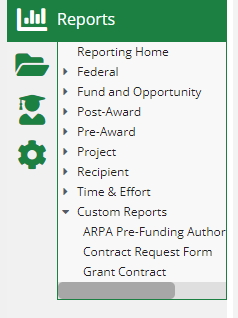 Reports
Reporting Home
Federal
Fund and Opportunity
Post-Award
Pre-Award
Project
Recipient
Time & Effort
Custom Reports
ARPA Pre-Funding Author
Contract Request Form
Grant Contract